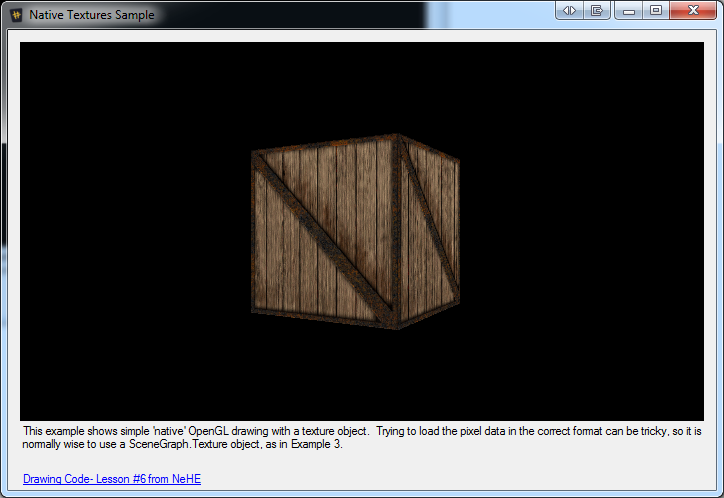 Native Textures Sample
This example shows simple 'native' OpenGL drawing with a texture object.  Trying to load the pixel data in the correct format can be tricky, so it is
normally wise to use a SceneGraph.Texture object, as in Example 3.
Drawing Code- Lesson #6 from NeHE